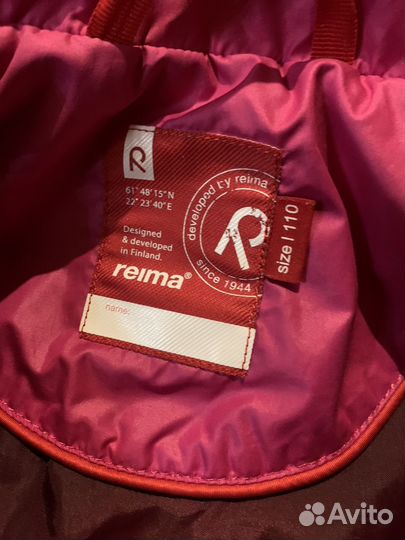 R
61° 48' 15" N
22° 23' 40" E
Designed
& developed
in Finland.
reima®
developed by reima
R
since 1944
size | 110
name:
Avito